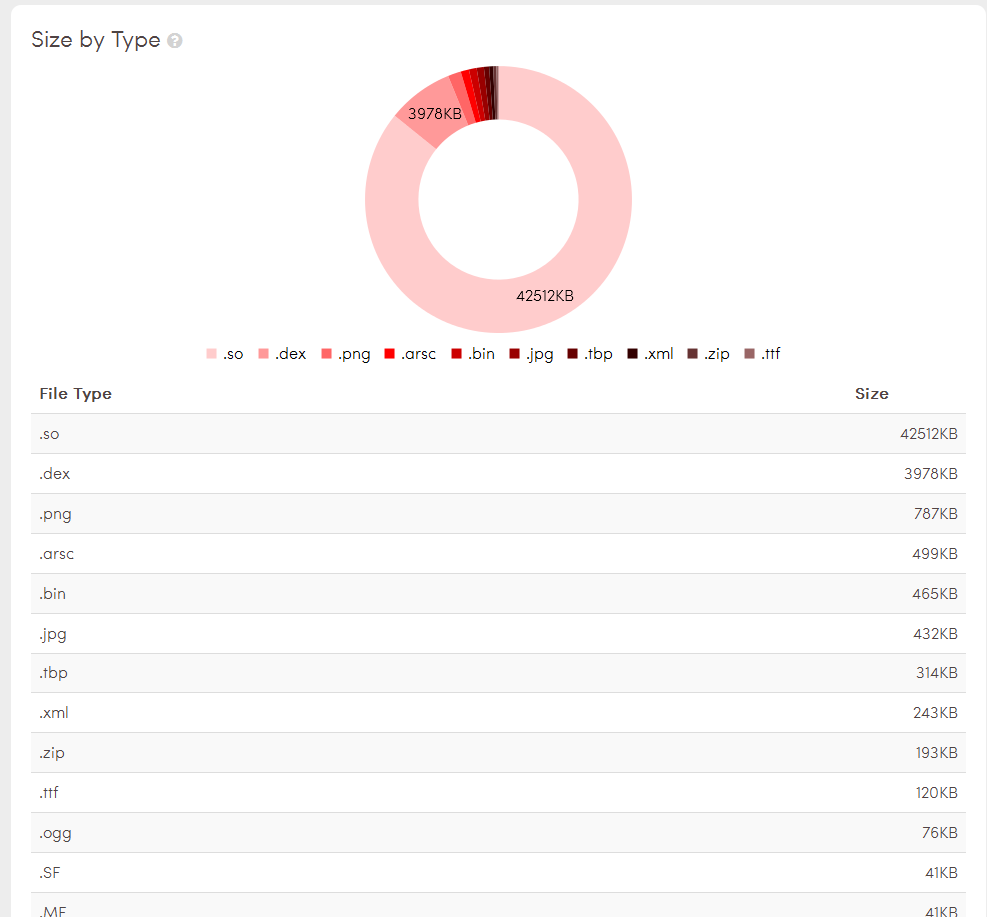 Size by Type ?
3978KB
42512KB
.so .dex .png .arsc .bin .jpg .tbp .xml .zip .ttf
File Type Size
.so 42512KB
.dex 3978KB
.png 787KB
.arsc 499KB
.bin 465KB
.jpg 432KB
.tbp 314KB
.xml 243KB
.zip 193KB
.ttf 120KB
.ogg 76KB
.SF 41KB
.MF 41KB